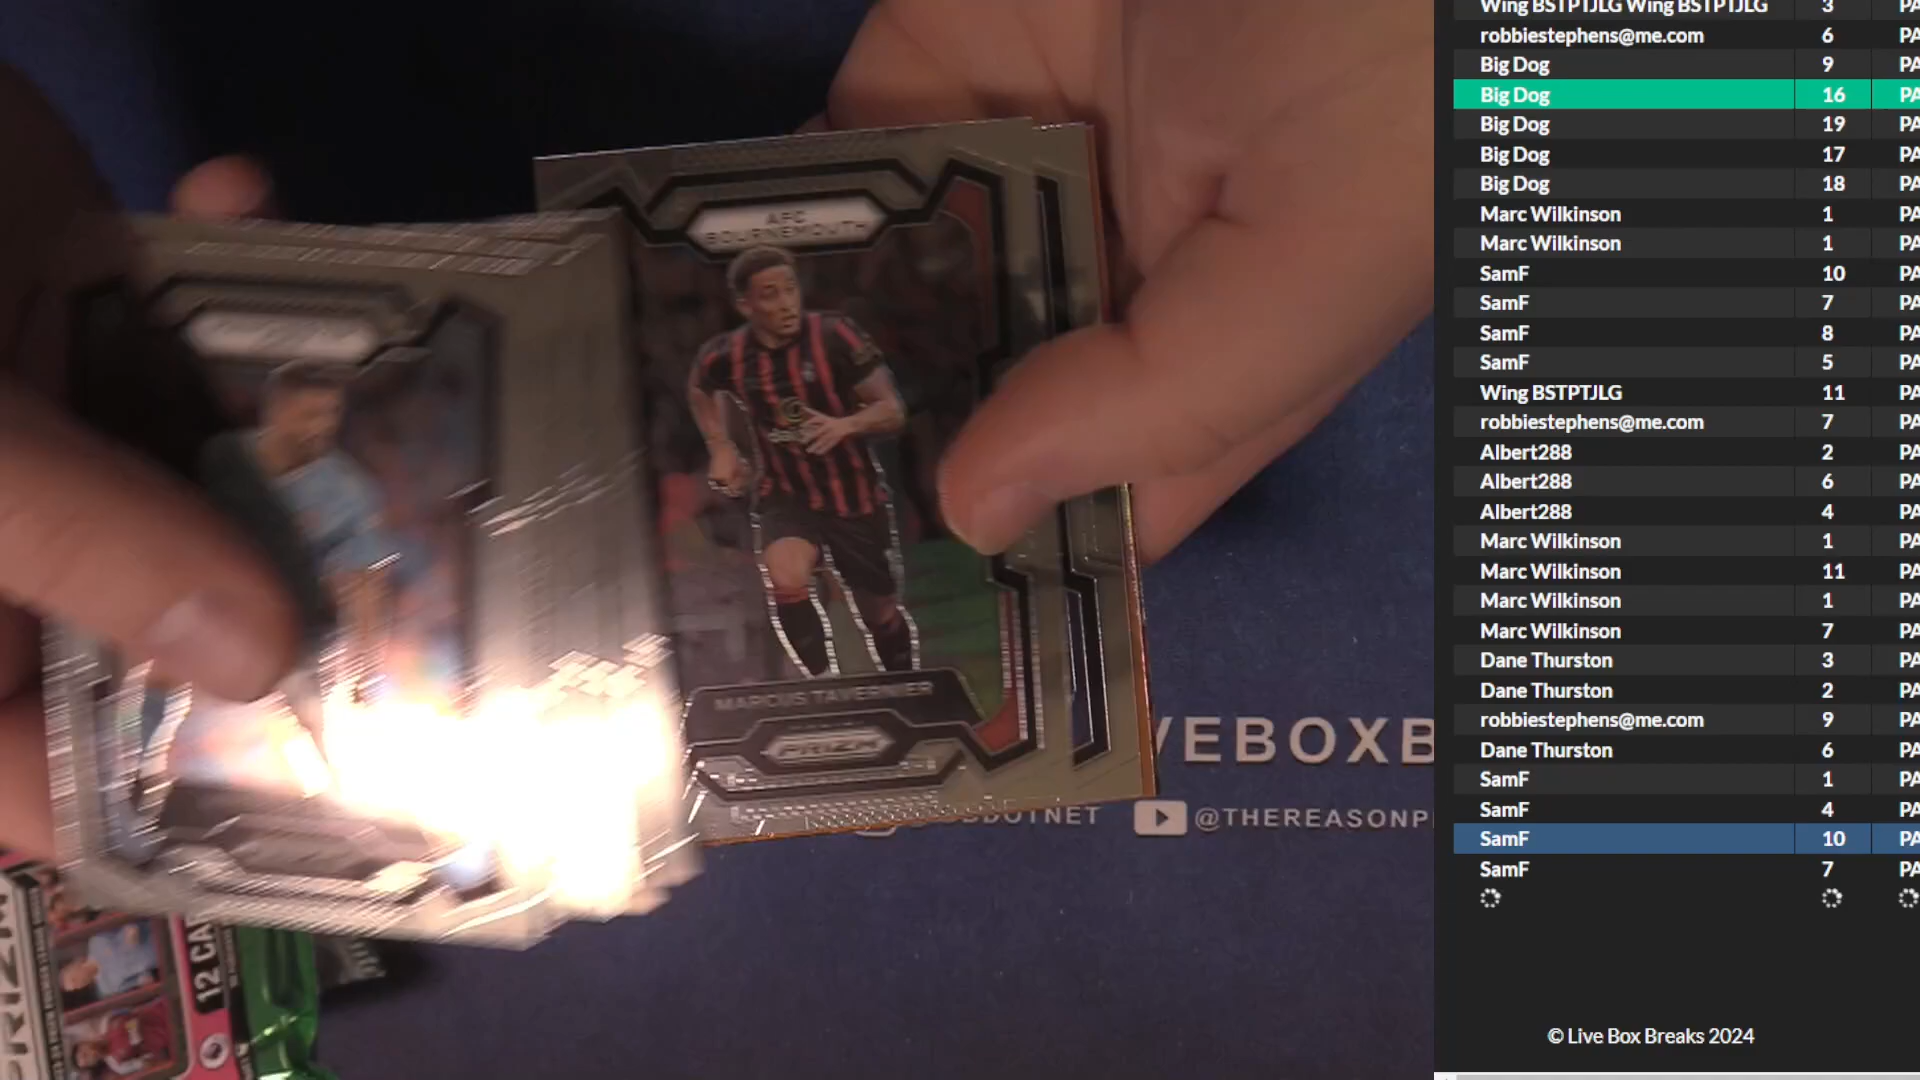 AFC
BOURNEMOUTH
MARCUS TAVERNIER
PRIZM
VEBOXB
DOTNET
@THEREASONP
PRIZM
12 CA
Wing BSTPTJLG Wing BSTPTJLG 3 PA
robbiestephens@me.com 6 PA
Big Dog 9 PA
Big Dog 16 PA
Big Dog 19 PA
Big Dog 17 PA
Big Dog 18 PA
Marc Wilkinson 1 PA
Marc Wilkinson 1 PA
SamF 10 PA
SamF 7 PA
SamF 8 PA
SamF 5 PA
Wing BSTPTJLG 11 PA
robbiestephens@me.com 7 PA
Albert288 2 PA
Albert288 6 PA
Albert288 4 PA
Marc Wilkinson 1 PA
Marc Wilkinson 11 PA
Marc Wilkinson 1 PA
Marc Wilkinson 7 PA
Dane Thurston 3 PA
Dane Thurston 2 PA
robbiestephens@me.com 9 PA
Dane Thurston 6 PA
SamF 1 PA
SamF 4 PA
SamF 10 PA
SamF 7 PA
© Live Box Breaks 2024